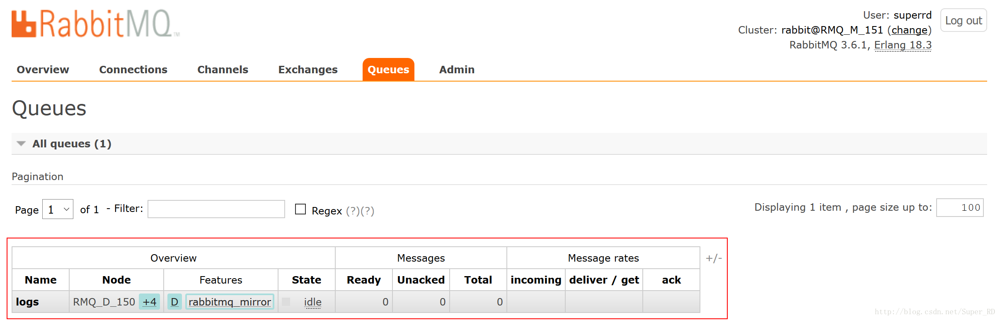 RabbitMQ™
User: superrd
Log out
Cluster: rabbit@RMQ_M_151 (change)
RabbitMQ 3.6.1, Erlang 18.3
Overview Connections Channels Exchanges Queues Admin
Queues
All queues (1)
Pagination
Page 1 of 1 - Filter: Regex (?)(?) Displaying 1 item , page size up to: 100
Overview Messages Message rates +/-
Name Node Features State Ready Unacked Total incoming deliver / get ack
logs RMQ_D_150 +4 D rabbitmq_mirror idle 0 0 0
http://blog.csdn.net/Super_RD